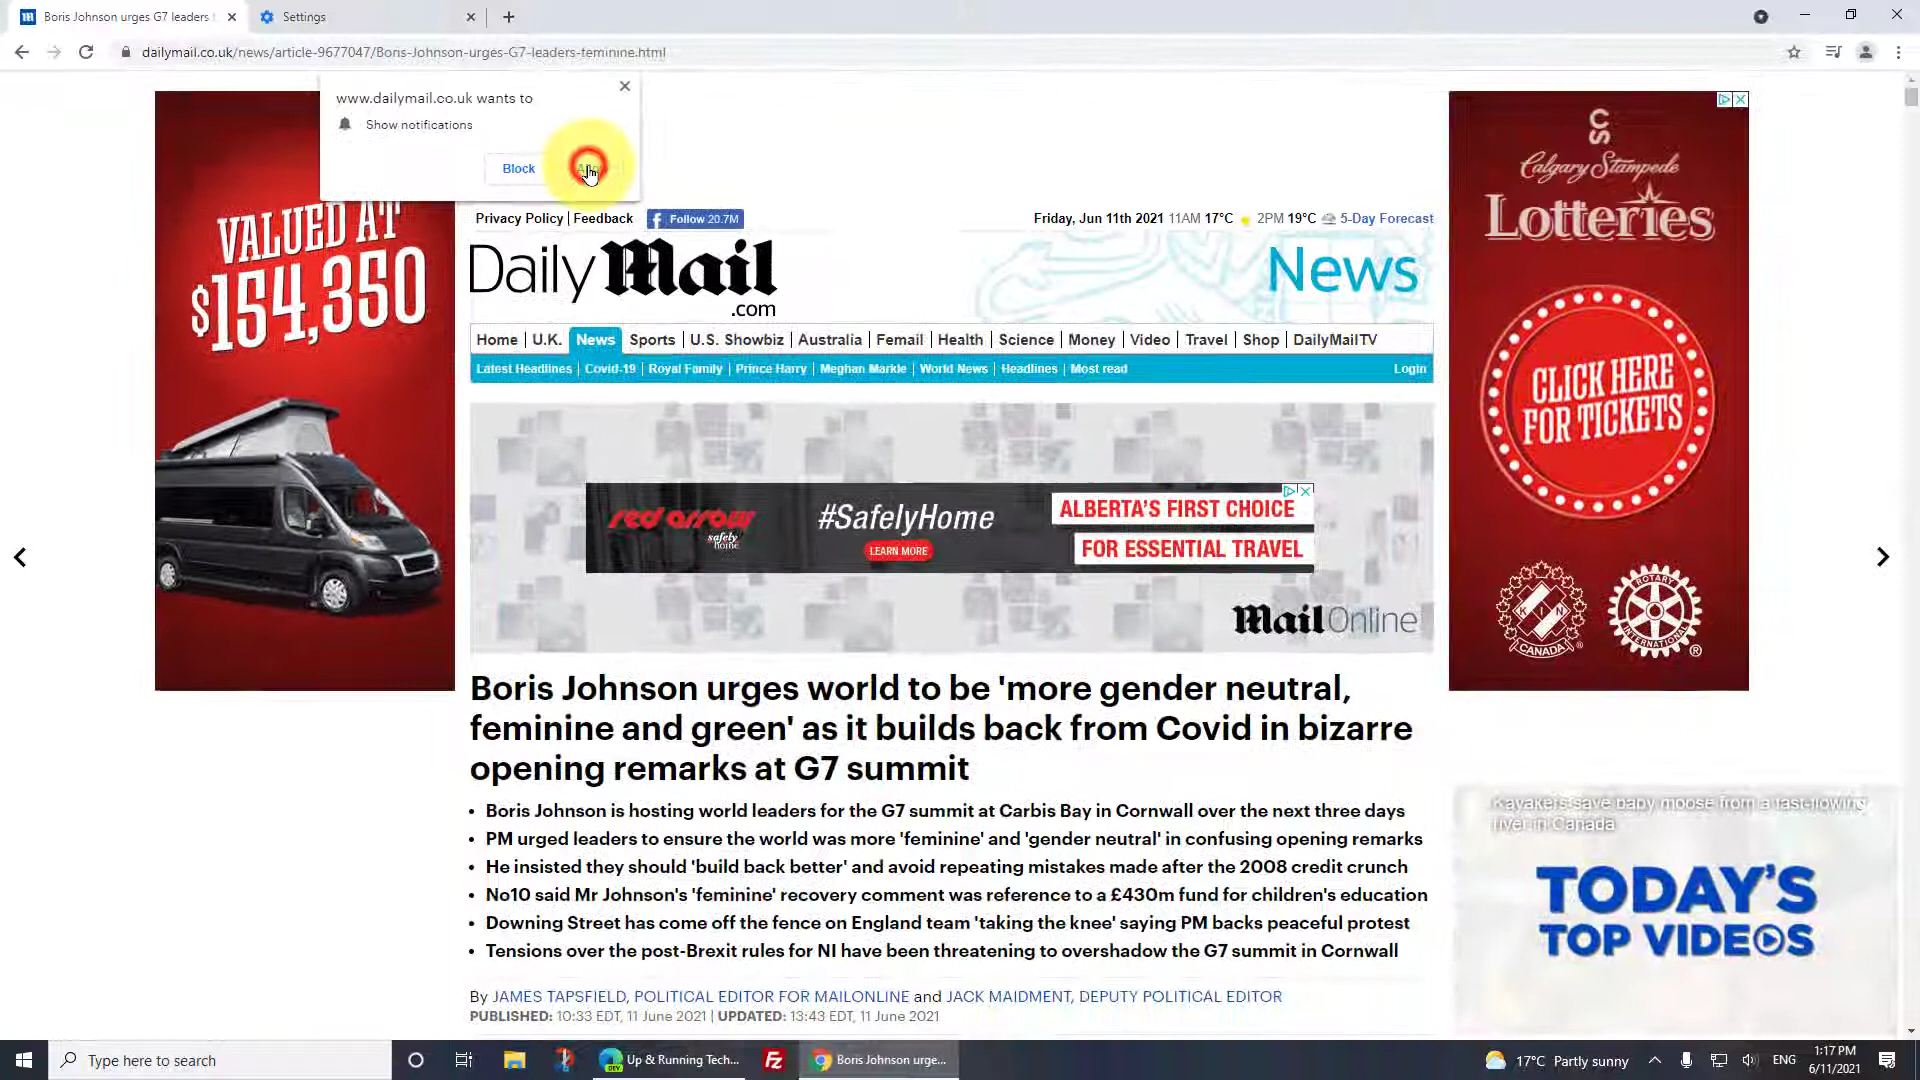 Boris Johnson urges G7 leaders
Settings
dailymail.co.uk/news/article-9677047/Boris-Johnson-urges-G7-leaders-feminine.html
www.dailymail.co.uk wants to
Show notifications
Block
Privacy Policy | Feedback
Follow 20.7M
Friday, Jun 11th 2021 11AM 17°C 2PM 19°C 5-Day Forecast
Daily Mail
.com
News
Home | U.K. News Sports | U.S. Showbiz | Australia | Femail | Health | Science | Money | Video | Travel | Shop | DailyMailTV
Latest Headlines | Covid-19 | Royal Family | Prince Harry | Meghan Markle | World News | Headlines | Most read
Login
VALUED AT
$154,350
CS
Calgary Stampede
Lotteries
CLICK HERE
FOR TICKETS
KIN
CANADA
ROTARY
INTERNATIONAL
red arrow
safely
home
#SafelyHome
LEARN MORE
ALBERTA'S FIRST CHOICE
FOR ESSENTIAL TRAVEL
Mail Online
Boris Johnson urges world to be 'more gender neutral,
feminine and green' as it builds back from Covid in bizarre
opening remarks at G7 summit
• Boris Johnson is hosting world leaders for the G7 summit at Carbis Bay in Cornwall over the next three days
• PM urged leaders to ensure the world was more 'feminine' and 'gender neutral' in confusing opening remarks
• He insisted they should 'build back better' and avoid repeating mistakes made after the 2008 credit crunch
• No10 said Mr Johnson's 'feminine' recovery comment was reference to a £430m fund for children's education
• Downing Street has come off the fence on England team 'taking the knee' saying PM backs peaceful protest
• Tensions over the post-Brexit rules for NI have been threatening to overshadow the G7 summit in Cornwall
By JAMES TAPSFIELD, POLITICAL EDITOR FOR MAILONLINE and JACK MAIDMENT, DEPUTY POLITICAL EDITOR
PUBLISHED: 10:33 EDT, 11 June 2021 | UPDATED: 13:43 EDT, 11 June 2021
Kayakers save baby moose from a fast-flowing
river in Canada
TODAY'S
TOP VIDEOS
Type here to search
DEV
Up & Running Tech...
Fz
Boris Johnson urge...
17°C Partly sunny
ENG
1:17 PM
6/11/2021